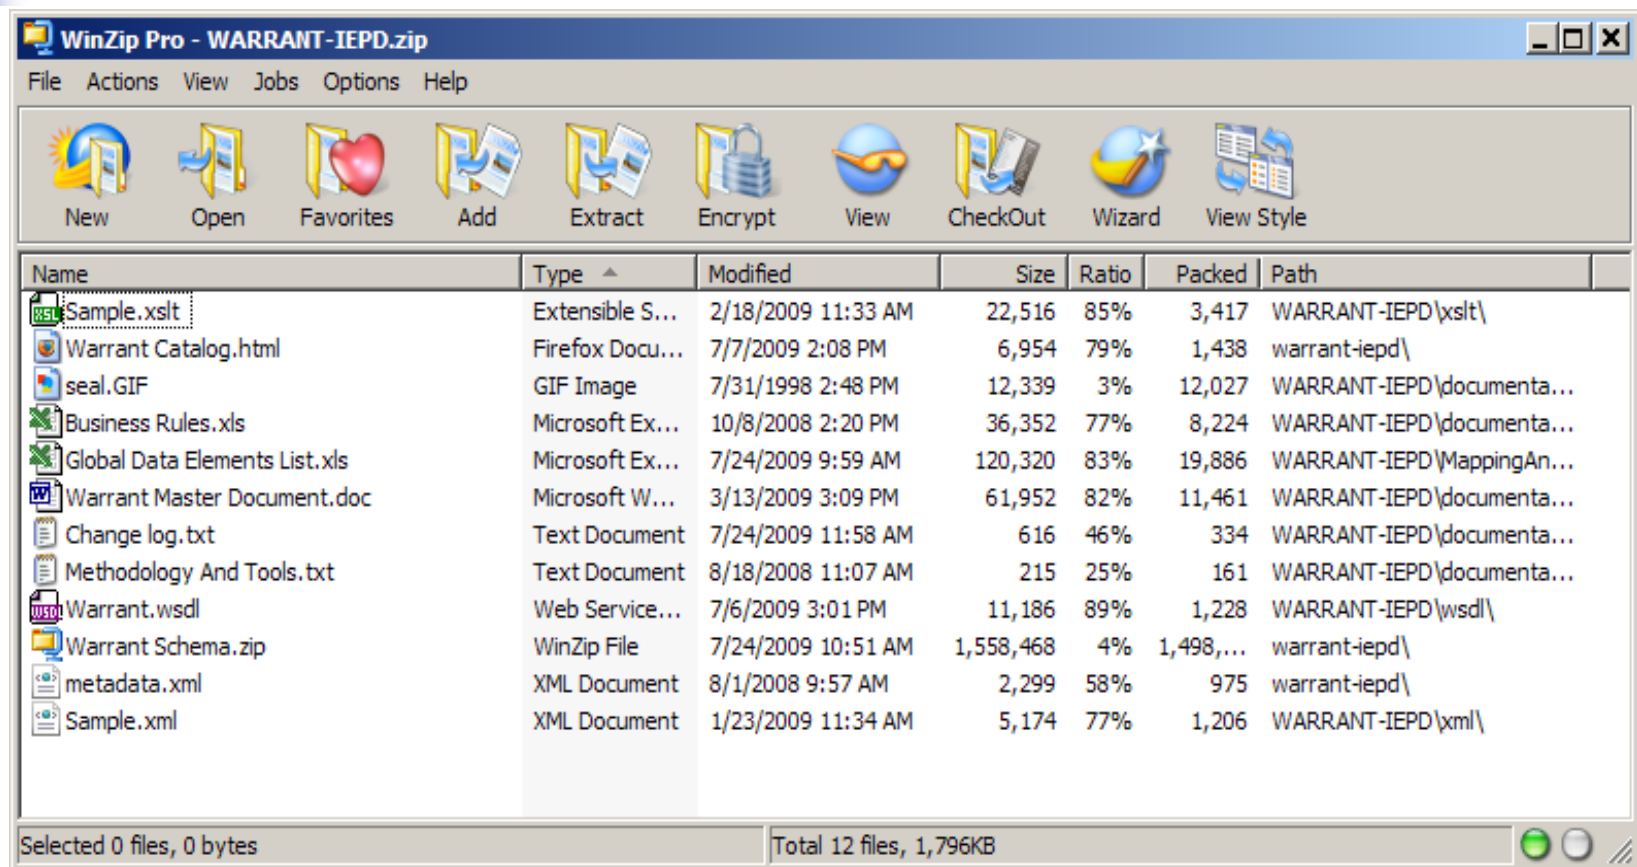 WinZip Pro - WARRANT-IEPD.zip
File Actions View Jobs Options Help
New Open Favorites Add Extract Encrypt View CheckOut Wizard View Style
Name Type Modified Size Ratio Packed Path
Sample.xslt Extensible S... 2/18/2009 11:33 AM 22,516 85% 3,417 WARRANT-IEPD\xslt\
Warrant Catalog.html Firefox Docu... 7/7/2009 2:08 PM 6,954 79% 1,438 warrant-iepd\
seal.GIF GIF Image 7/31/1998 2:48 PM 12,339 3% 12,027 WARRANT-IEPD\documenta...
Business Rules.xls Microsoft Ex... 10/8/2008 2:20 PM 36,352 77% 8,224 WARRANT-IEPD\documenta...
Global Data Elements List.xls Microsoft Ex... 7/24/2009 9:59 AM 120,320 83% 19,886 WARRANT-IEPD\MappingAn...
Warrant Master Document.doc Microsoft W... 3/13/2009 3:09 PM 61,952 82% 11,461 WARRANT-IEPD\documenta...
Change log.txt Text Document 7/24/2009 11:58 AM 616 46% 334 WARRANT-IEPD\documenta...
Methodology And Tools.txt Text Document 8/18/2008 11:07 AM 215 25% 161 WARRANT-IEPD\documenta...
Warrant.wsdl Web Service... 7/6/2009 3:01 PM 11,186 89% 1,228 WARRANT-IEPD\wsdl\
Warrant Schema.zip WinZip File 7/24/2009 10:51 AM 1,558,468 4% 1,498,... warrant-iepd\
metadata.xml XML Document 8/1/2008 9:57 AM 2,299 58% 975 warrant-iepd\
Sample.xml XML Document 1/23/2009 11:34 AM 5,174 77% 1,206 WARRANT-IEPD\xml\
Selected 0 files, 0 bytes Total 12 files, 1,796KB